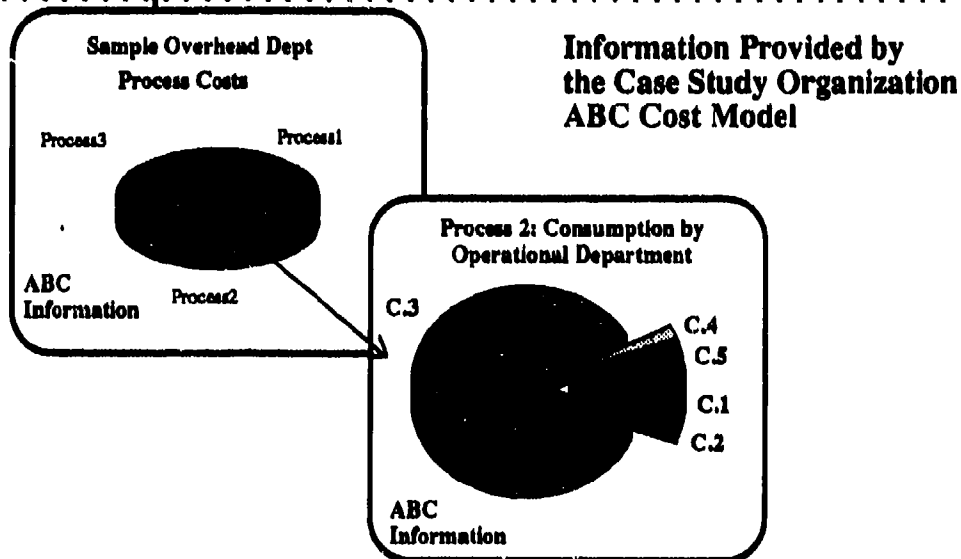 Sample Overhead Dept
Process Costs
Process3
Process1
ABC
Information
Process2
Information Provided by
the Case Study Organization
ABC Cost Model
Process 2: Consumption by
Operational Department
C.3
C.4
C.5
C.1
C.2
ABC
Information